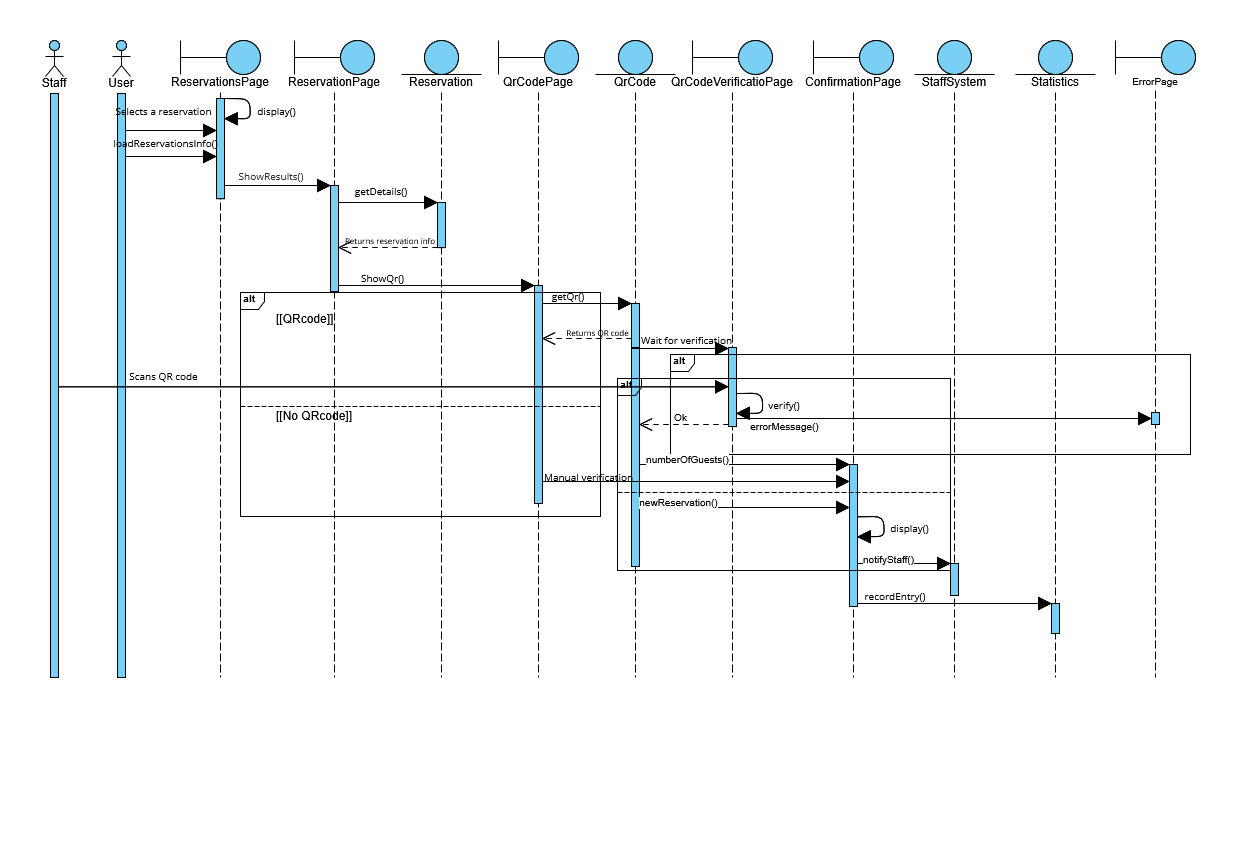 Staff
User
ReservationsPage
ReservationPage
Reservation
QrCodePage
QrCode
QrCodeVerificatioPage
ConfirmationPage
StaffSystem
Statistics
ErrorPage
Selects a reservation
display()
loadReservationsInfo()
ShowResults()
getDetails()
Returns reservation info
ShowQr()
alt
getQr()
[[QRcode]]
Returns QR code
Wait for verification
alt
Scans QR code
alt
verify()
[[No QRcode]]
Ok
errorMessage()
numberOfGuests()
Manual verification
newReservation()
display()
notifyStaff()
recordEntry()